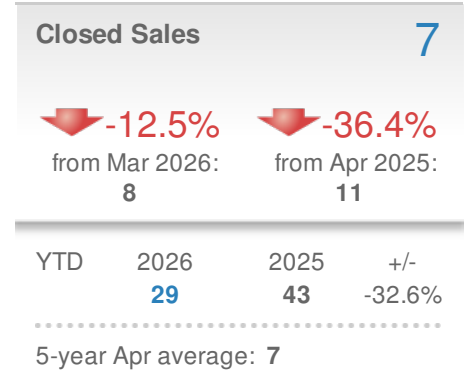 Closed Sales 7
-12.5% -36.4%
from Mar 2026: from Apr 2025:
8 11
YTD 2026 2025 +/-
29 43 -32.6%
5-year Apr average: 7